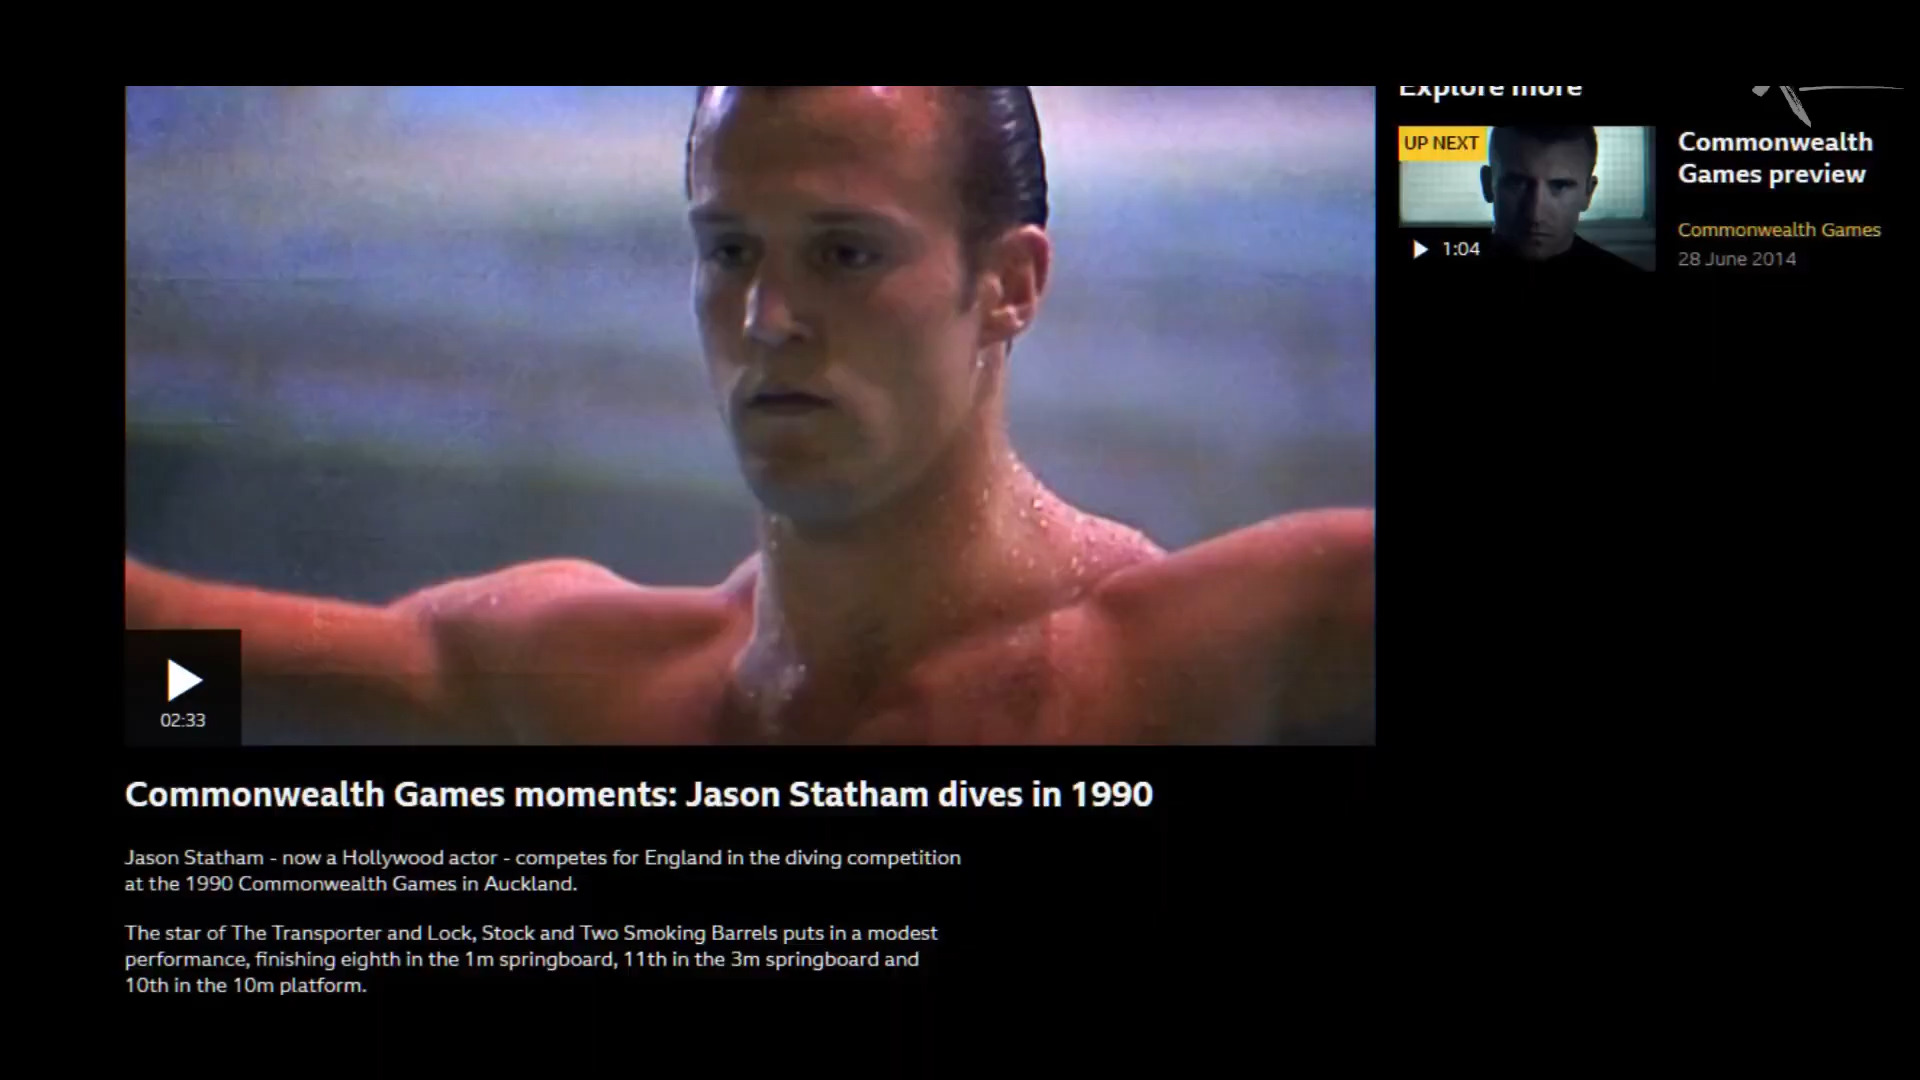 Explore more
UP NEXT
1:04
Commonwealth
Games preview
Commonwealth Games
28 June 2014
02:33
Commonwealth Games moments: Jason Statham dives in 1990
Jason Statham - now a Hollywood actor - competes for England in the diving competition
at the 1990 Commonwealth Games in Auckland.
The star of The Transporter and Lock, Stock and Two Smoking Barrels puts in a modest
performance, finishing eighth in the 1m springboard, 11th in the 3m springboard and
10th in the 10m platform.